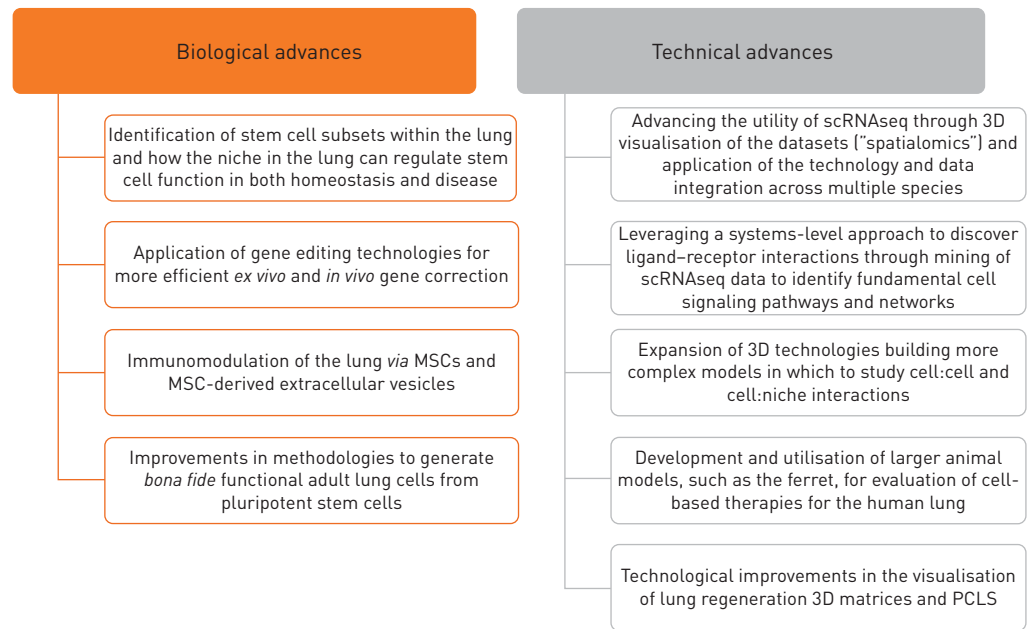 Biological advances
Identification of stem cell subsets within the lung
and how the niche in the lung can regulate stem
cell function in both homeostasis and disease
Application of gene editing technologies for
more efficient ex vivo and in vivo gene correction
Immunomodulation of the lung via MSCs and
MSC-derived extracellular vesicles
Improvements in methodologies to generate
bona fide functional adult lung cells from
pluripotent stem cells
Technical advances
Advancing the utility of scRNAseq through 3D
visualisation of the datasets ("spatialomics") and
application of the technology and data
integration across multiple species
Leveraging a systems-level approach to discover
ligand–receptor interactions through mining of
scRNAseq data to identify fundamental cell
signaling pathways and networks
Expansion of 3D technologies building more
complex models in which to study cell:cell and
cell:niche interactions
Development and utilisation of larger animal
models, such as the ferret, for evaluation of cell-
based therapies for the human lung
Technological improvements in the visualisation
of lung regeneration 3D matrices and PCLS